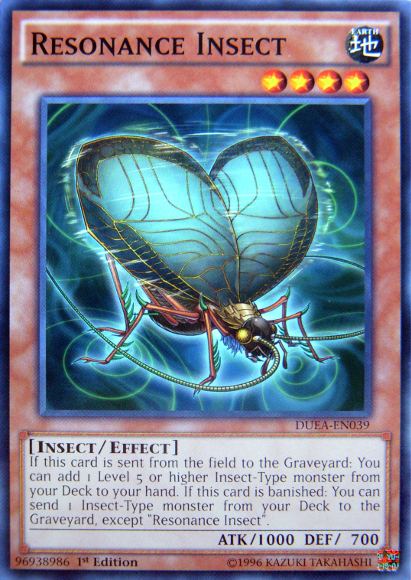 RESONANCE INSECT
EARTH
地
DUEA-EN039
[INSECT/EFFECT]
If this card is sent from the field to the Graveyard: You
can add 1 Level 5 or higher Insect-Type monster from
your Deck to your hand. If this card is banished: You can
send 1 Insect-Type monster from your Deck to the
Graveyard, except "Resonance Insect".
ATK/1000 DEF/ 700
96938986 1st Edition ©1996 KAZUKI TAKAHASHI